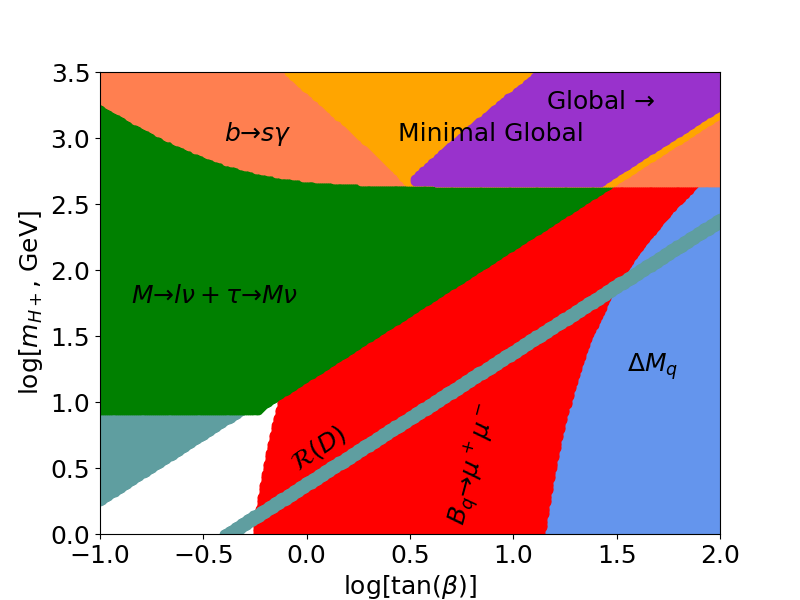 3.5
3.0
2.5
2.0
1.5
1.0
0.5
0.0
log[m_{H+}, GeV]
Global →
Minimal Global
b→sγ
M→lν + τ→Mν
ΔM_q
ℛ(D)
B_q→μ⁺μ⁻
−1.0 −0.5 0.0 0.5 1.0 1.5 2.0
log[tan(β)]